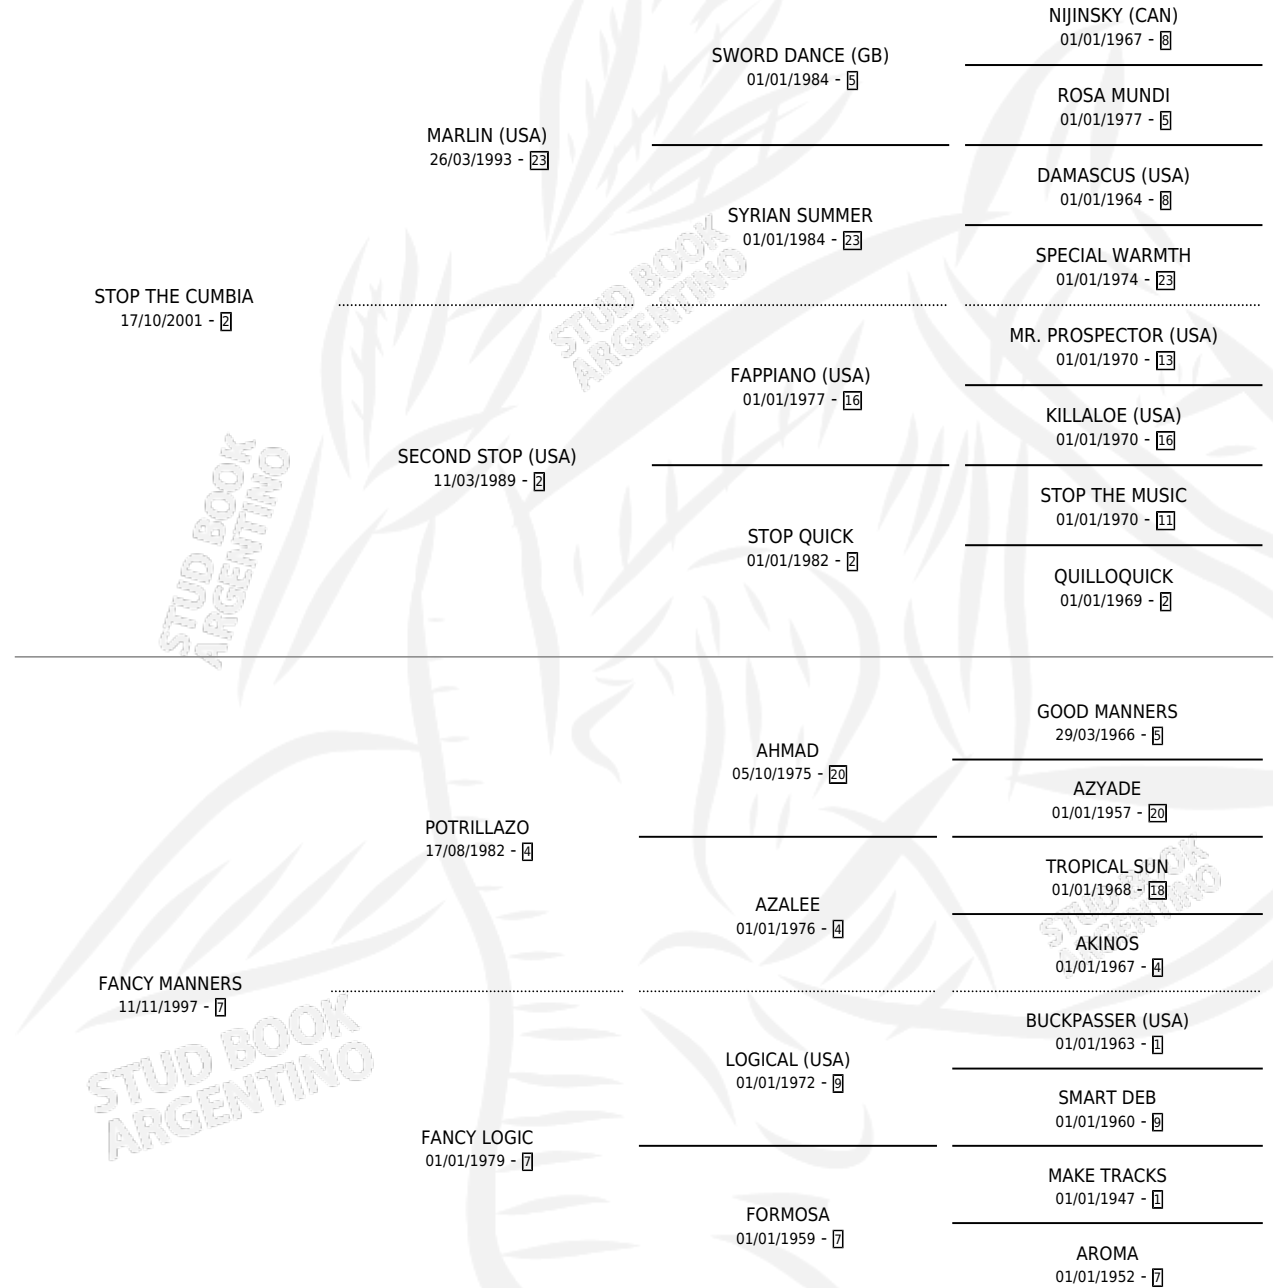 NIJINSKY (CAN)
01/01/1967 - 8
SWORD DANCE (GB)
01/01/1984 - 5
ROSA MUNDI
01/01/1977 - 5
MARLIN (USA)
26/03/1993 - 23
DAMASCUS (USA)
01/01/1964 - 8
SYRIAN SUMMER
01/01/1984 - 23
SPECIAL WARMTH
01/01/1974 - 23
STOP THE CUMBIA
17/10/2001 - 2
STUD BOOK
ARGENTINO
MR. PROSPECTOR (USA)
01/01/1970 - 13
FAPPIANO (USA)
01/01/1977 - 16
KILLALOE (USA)
01/01/1970 - 16
SECOND STOP (USA)
11/03/1989 - 2
STOP THE MUSIC
01/01/1970 - 11
STOP QUICK
01/01/1982 - 2
QUILLOQUICK
01/01/1969 - 2
STUD BOOK
ARGENTINO
GOOD MANNERS
29/03/1966 - 5
AHMAD
05/10/1975 - 20
AZYADE
01/01/1957 - 20
POTRILLAZO
17/08/1982 - 4
TROPICAL SUN
01/01/1968 - 18
STUD BOOK
ARGENTINO
AZALEE
01/01/1976 - 4
AKINOS
01/01/1967 - 4
FANCY MANNERS
11/11/1997 - 7
STUD BOOK
ARGENTINO
BUCKPASSER (USA)
01/01/1963 - 1
LOGICAL (USA)
01/01/1972 - 9
SMART DEB
01/01/1960 - 9
FANCY LOGIC
01/01/1979 - 7
MAKE TRACKS
01/01/1947 - 1
FORMOSA
01/01/1959 - 7
AROMA
01/01/1952 - 7